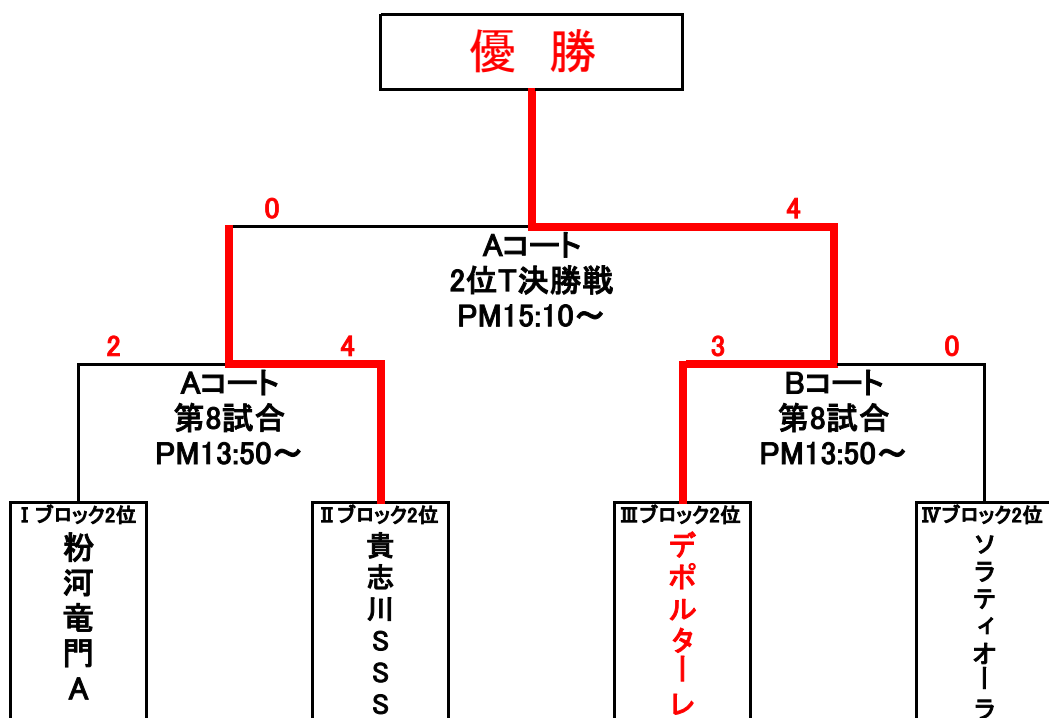 優 勝
0
4
Aコート
2位T決勝戦
PM15:10～
2
4
3
0
Aコート
第8試合
PM13:50～
Bコート
第8試合
PM13:50～
Ⅰブロック2位
Ⅱブロック2位
Ⅲブロック2位
Ⅳブロック2位
粉河竜門A
貴志川SSS
デポルターレ
ソラティオーラ